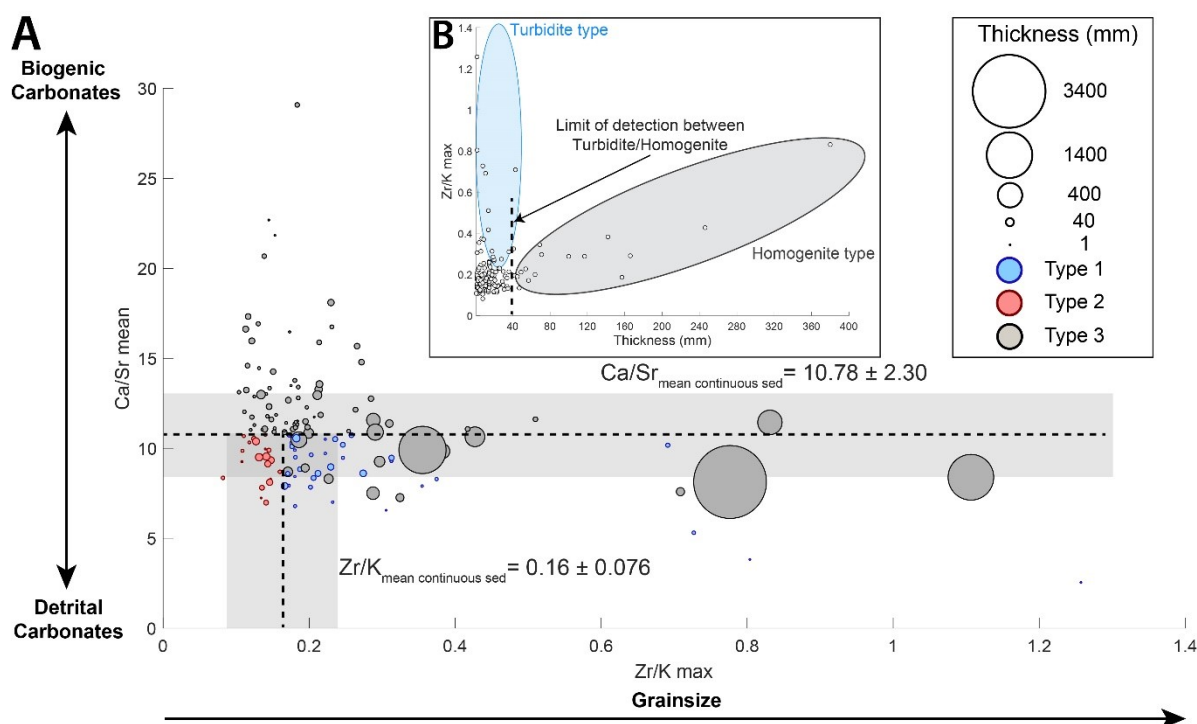 A
Biogenic
Carbonates
Detrital
Carbonates
Ca/Sr mean
30
25
20
15
10
5
0
0
0.2
0.4
0.6
0.8
1
1.2
1.4
Zr/K max
Grainsize
Ca/Sr mean continuous sed = 10.78 ± 2.30
Zr/K mean continuous sed = 0.16 ± 0.076
B
Turbidite type
Limit of detection between
Turbidite/Homogenite
Homogenite type
Zr/K max
1.4
1.2
1
0.8
0.6
0.4
0.2
0
40
80
120
160
200
240
280
320
360
400
Thickness (mm)
Thickness (mm)
3400
1400
400
40
1
Type 1
Type 2
Type 3